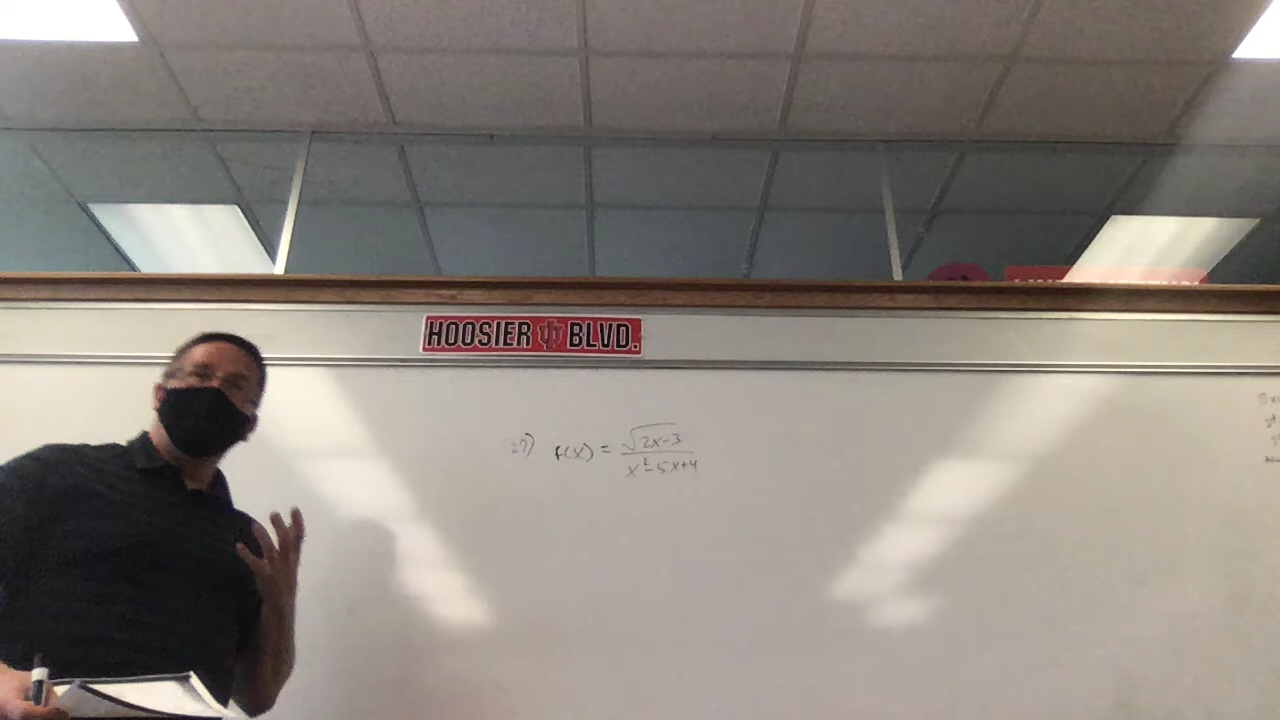 HOOSIER BLVD.
27) f(x) = √2x-3 / x²-5x+4